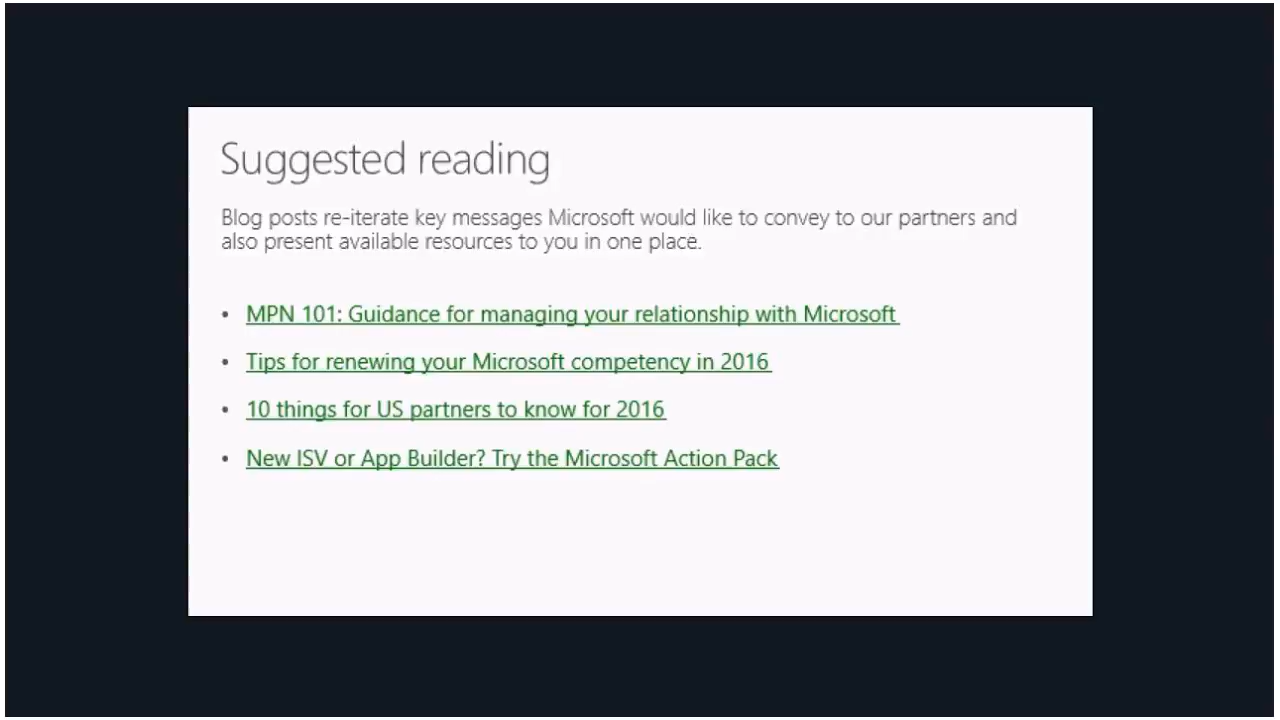 Suggested reading
Blog posts re-iterate key messages Microsoft would like to convey to our partners and
also present available resources to you in one place.
• MPN 101: Guidance for managing your relationship with Microsoft
• Tips for renewing your Microsoft competency in 2016
• 10 things for US partners to know for 2016
• New ISV or App Builder? Try the Microsoft Action Pack